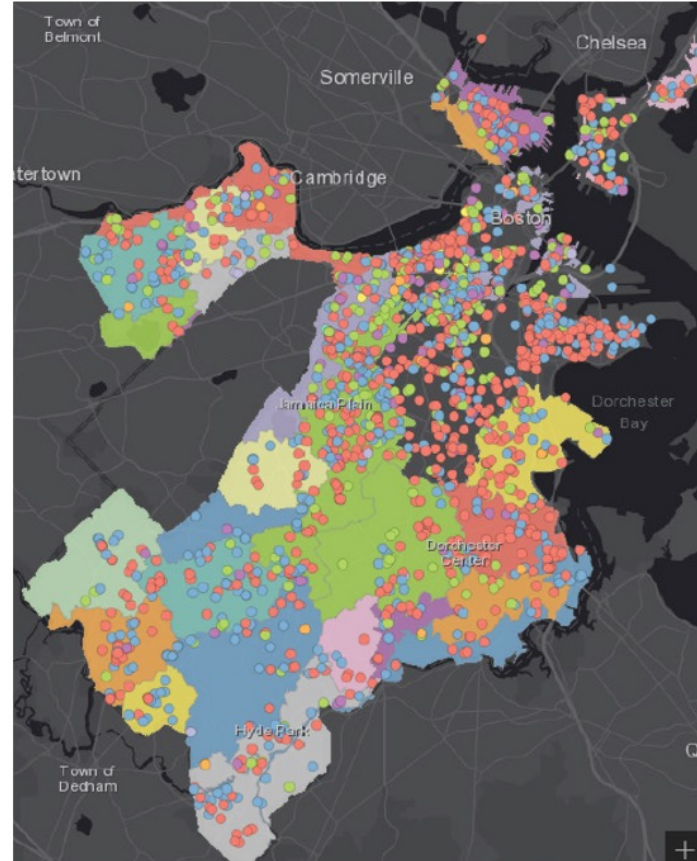 Town of
Belmont
Chelsea
Somerville
tertown
Cambridge
Boston
Jamaica Plain
Dorchester
Bay
Dorchester
Center
Hyde Park
Town of
Dedham
Q
+